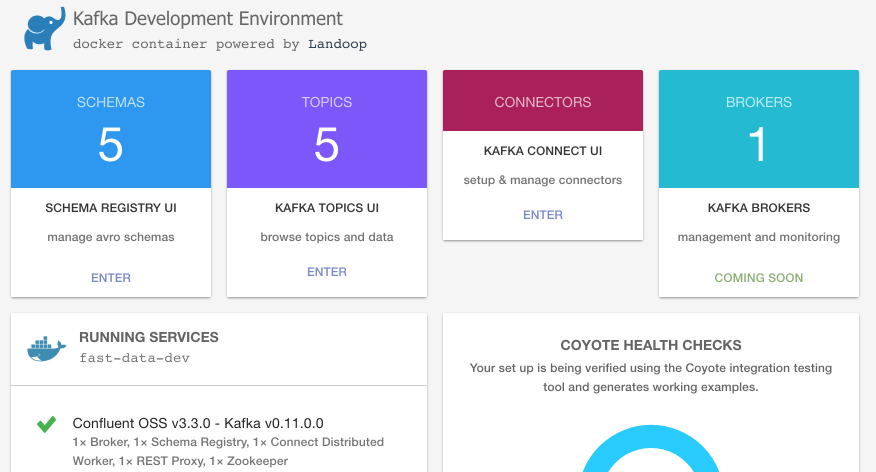 Kafka Development Environment
docker container powered by Landoop
SCHEMAS
5
SCHEMA REGISTRY UI
manage avro schemas
ENTER
TOPICS
5
KAFKA TOPICS UI
browse topics and data
ENTER
CONNECTORS
KAFKA CONNECT UI
setup & manage connectors
ENTER
BROKERS
1
KAFKA BROKERS
management and monitoring
COMING SOON
RUNNING SERVICES
fast-data-dev
Confluent OSS v3.3.0 - Kafka v0.11.0.0
1× Broker, 1× Schema Registry, 1× Connect Distributed
Worker, 1× REST Proxy, 1× Zookeeper
COYOTE HEALTH CHECKS
Your set up is being verified using the Coyote integration testing
tool and generates working examples.